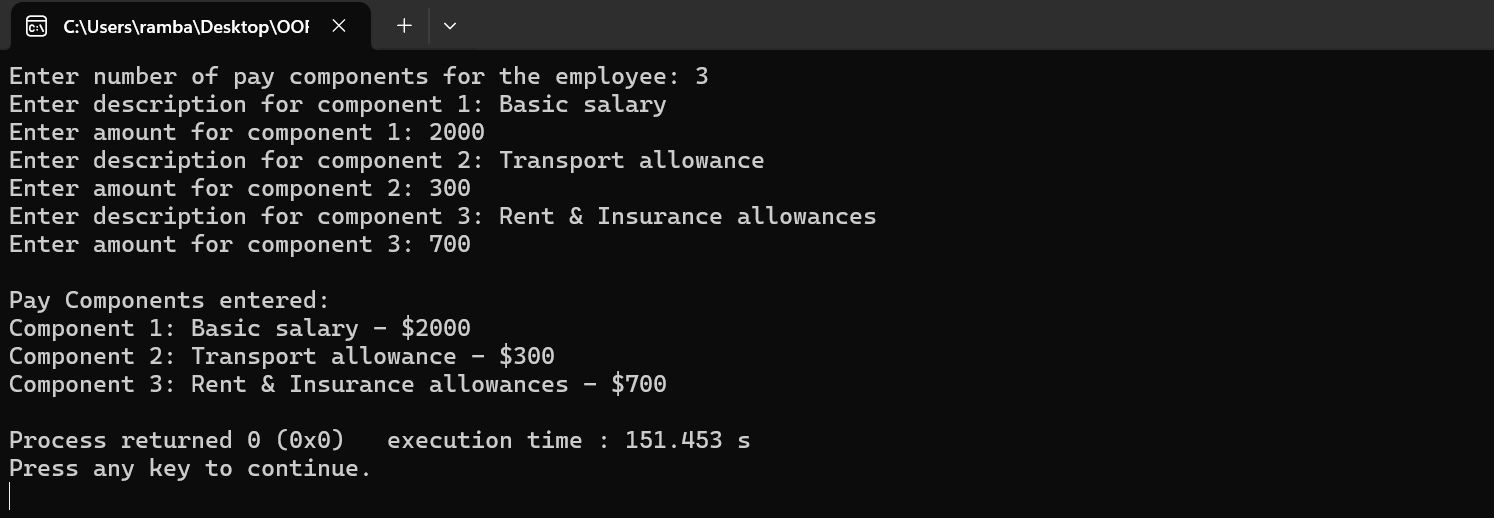 C:\Users\ramba\Desktop\OOP
Enter number of pay components for the employee: 3
Enter description for component 1: Basic salary
Enter amount for component 1: 2000
Enter description for component 2: Transport allowance
Enter amount for component 2: 300
Enter description for component 3: Rent & Insurance allowances
Enter amount for component 3: 700
Pay Components entered:
Component 1: Basic salary - $2000
Component 2: Transport allowance - $300
Component 3: Rent & Insurance allowances - $700
Process returned 0 (0x0)   execution time : 151.453 s
Press any key to continue.